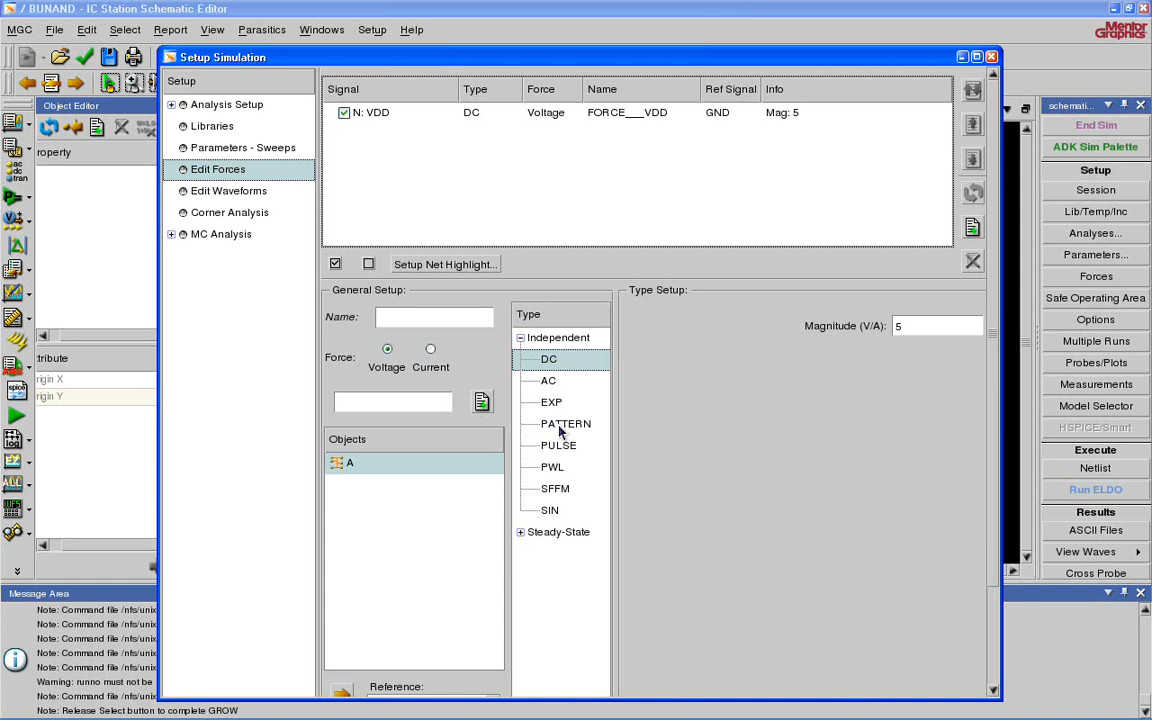 / BUNAND - IC Station Schematic Editor
MGC File Edit Select Report View Parasitics Windows Setup Help
Mentor Graphics
Setup Simulation
Object Editor
schemati...
Setup
Analysis Setup
Libraries
Parameters - Sweeps
Edit Forces
Edit Waveforms
Corner Analysis
MC Analysis
Signal Type Force Name Ref Signal Info
N: VDD DC Voltage FORCE___VDD GND Mag: 5
Setup Net Highlight...
General Setup:
Name:
Force:
Voltage Current
Objects
A
Reference:
Type
Independent
DC
AC
EXP
PATTERN
PULSE
PWL
SFFM
SIN
Steady-State
Type Setup:
Magnitude (V/A): 5
roperty
ttribute
rigin X
rigin Y
ac
dc
tran
spice
End Sim
ADK Sim Palette
Setup
Session
Lib/Temp/Inc
Analyses...
Parameters...
Forces
Safe Operating Area
Options
Multiple Runs
Probes/Plots
Measurements
Model Selector
HSPICE/Smart
Execute
Netlist
Run ELDO
Results
ASCII Files
View Waves
Cross Probe
Message Area
Note: Command file /nfs/unix
Note: Command file /nfs/unix
Note: Command file /nfs/unix
Note: Command file /nfs/unix
Note: Command file /nfs/unix
Warning: runno must not be
Note: Command file /nfs/unix
Note: Release Select button to complete GROW